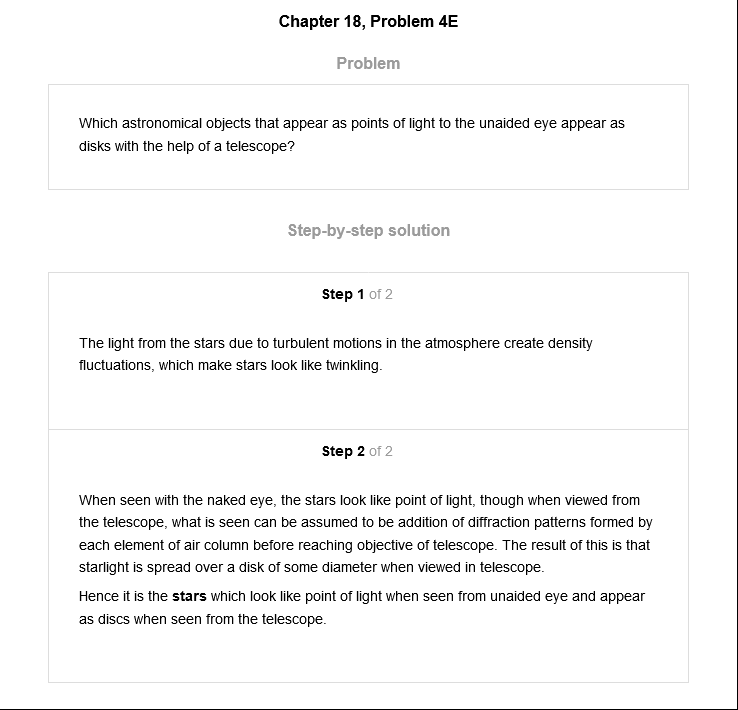 Chapter 18, Problem 4E
Problem
Which astronomical objects that appear as points of light to the unaided eye appear as
disks with the help of a telescope?
Step-by-step solution
Step 1 of 2
The light from the stars due to turbulent motions in the atmosphere create density
fluctuations, which make stars look like twinkling.
Step 2 of 2
When seen with the naked eye, the stars look like point of light, though when viewed from
the telescope, what is seen can be assumed to be addition of diffraction patterns formed by
each element of air column before reaching objective of telescope. The result of this is that
starlight is spread over a disk of some diameter when viewed in telescope.
Hence it is the stars which look like point of light when seen from unaided eye and appear
as discs when seen from the telescope.